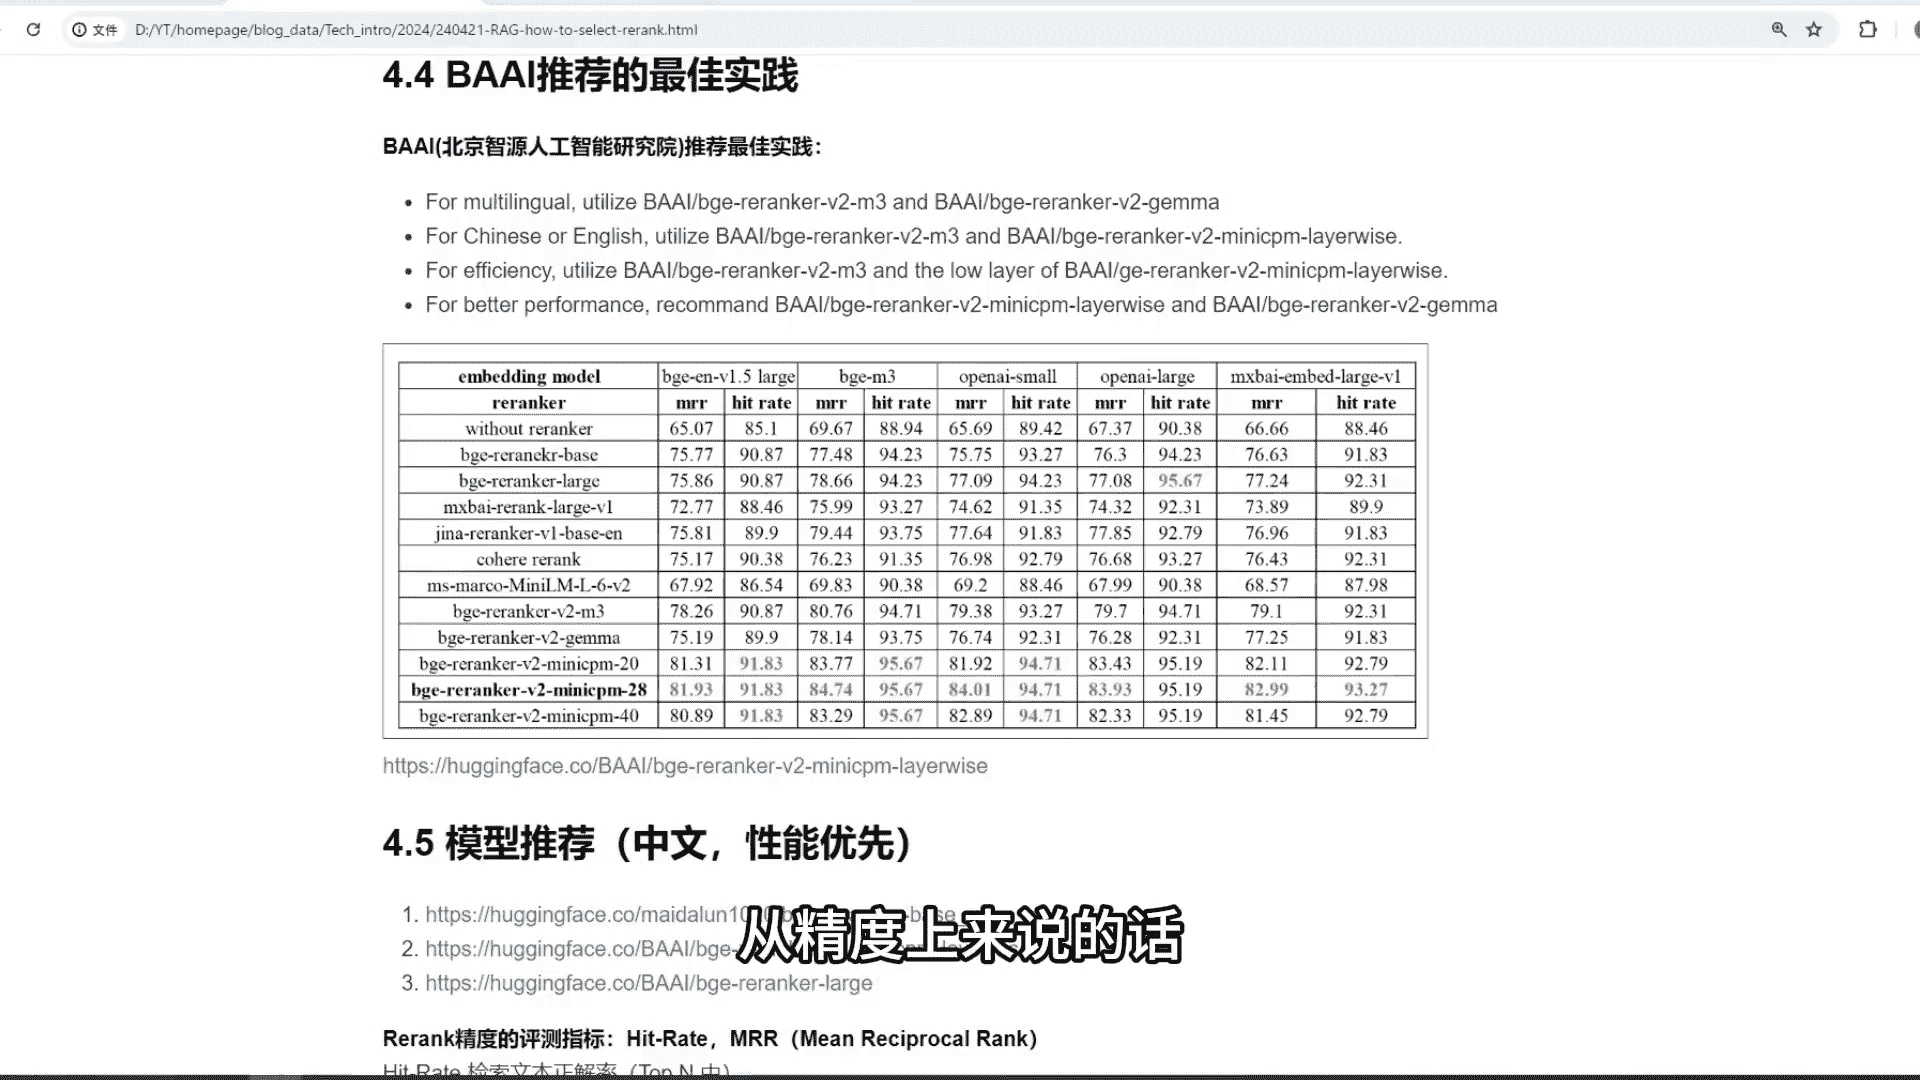 文件 D:/YT/homepage/blog_data/Tech_intro/2024/240421-RAG-how-to-select-rerank.html
4.4 BAAI推荐的最佳实践
BAAI(北京智源人工智能研究院)推荐最佳实践：
• For multilingual, utilize BAAI/bge-reranker-v2-m3 and BAAI/bge-reranker-v2-gemma
• For Chinese or English, utilize BAAI/bge-reranker-v2-m3 and BAAI/bge-reranker-v2-minicpm-layerwise.
• For efficiency, utilize BAAI/bge-reranker-v2-m3 and the low layer of BAAI/ge-reranker-v2-minicpm-layerwise.
• For better performance, recommand BAAI/bge-reranker-v2-minicpm-layerwise and BAAI/bge-reranker-v2-gemma
embedding model bge-en-v1.5 large bge-m3 openai-small openai-large mxbai-embed-large-v1
reranker mrr hit rate mrr hit rate mrr hit rate mrr hit rate mrr hit rate
without reranker 65.07 85.1 69.67 88.94 65.69 89.42 67.37 90.38 66.66 88.46
bge-reranekr-base 75.77 90.87 77.48 94.23 75.75 93.27 76.3 94.23 76.63 91.83
bge-reranker-large 75.86 90.87 78.66 94.23 77.09 94.23 77.08 95.67 77.24 92.31
mxbai-rerank-large-v1 72.77 88.46 75.99 93.27 74.62 91.35 74.32 92.31 73.89 89.9
jina-reranker-v1-base-en 75.81 89.9 79.44 93.75 77.64 91.83 77.85 92.79 76.96 91.83
cohere rerank 75.17 90.38 76.23 91.35 76.98 92.79 76.68 93.27 76.43 92.31
ms-marco-MiniLM-L-6-v2 67.92 86.54 69.83 90.38 69.2 88.46 67.99 90.38 68.57 87.98
bge-reranker-v2-m3 78.26 90.87 80.76 94.71 79.38 93.27 79.7 94.71 79.1 92.31
bge-reranker-v2-gemma 75.19 89.9 78.14 93.75 76.74 92.31 76.28 92.31 77.25 91.83
bge-reranker-v2-minicpm-20 81.31 91.83 83.77 95.67 81.92 94.71 83.43 95.19 82.11 92.79
bge-reranker-v2-minicpm-28 81.93 91.83 84.74 95.67 84.01 94.71 83.93 95.19 82.99 93.27
bge-reranker-v2-minicpm-40 80.89 91.83 83.29 95.67 82.89 94.71 82.33 95.19 81.45 92.79
https://huggingface.co/BAAI/bge-reranker-v2-minicpm-layerwise
4.5 模型推荐（中文，性能优先）
1. https://huggingface.co/maidalun10
2. https://huggingface.co/BAAI/bge-
从精度上来说的话
3. https://huggingface.co/BAAI/bge-reranker-large
Rerank精度的评测指标：Hit-Rate，MRR（Mean Reciprocal Rank）
Hit-Rate 检索文本正解率（Top N 中）